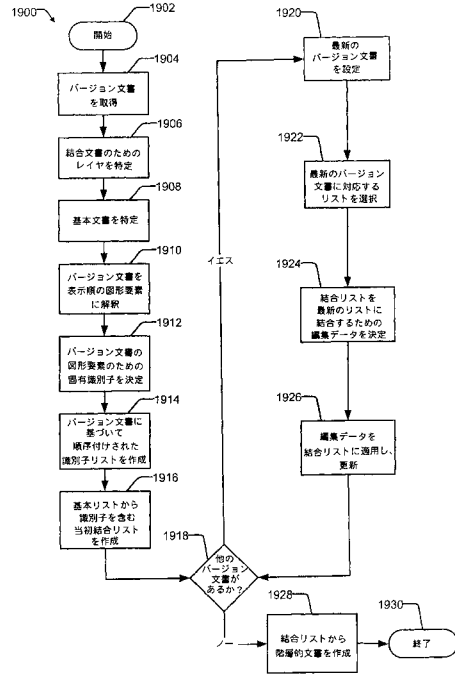 1900
1902
開始
1904
バージョン文書
を取得
1906
結合文書のための
レイヤを特定
1908
基本文書を特定
1910
バージョン文書を
表示順の図形要素
に解釈
1912
バージョン文書の
図形要素のための
固有識別子を決定
1914
バージョン文書に
基づいて
順序付けされた
識別子リストを作成
1916
基本リストから
識別子を含む
当初結合リスト
を作成
1918
他の
バージョン
文書が
あるか?
イエス
ノー
1920
最新の
バージョン文書
を設定
1922
最新のバージョン
文書に対応する
リストを選択
1924
結合リストを
最新のリストに
結合するための
編集データを決定
1926
編集データを
結合リストに適用し、
更新
1928
結合リストから
階層的文書を作成
1930
終了